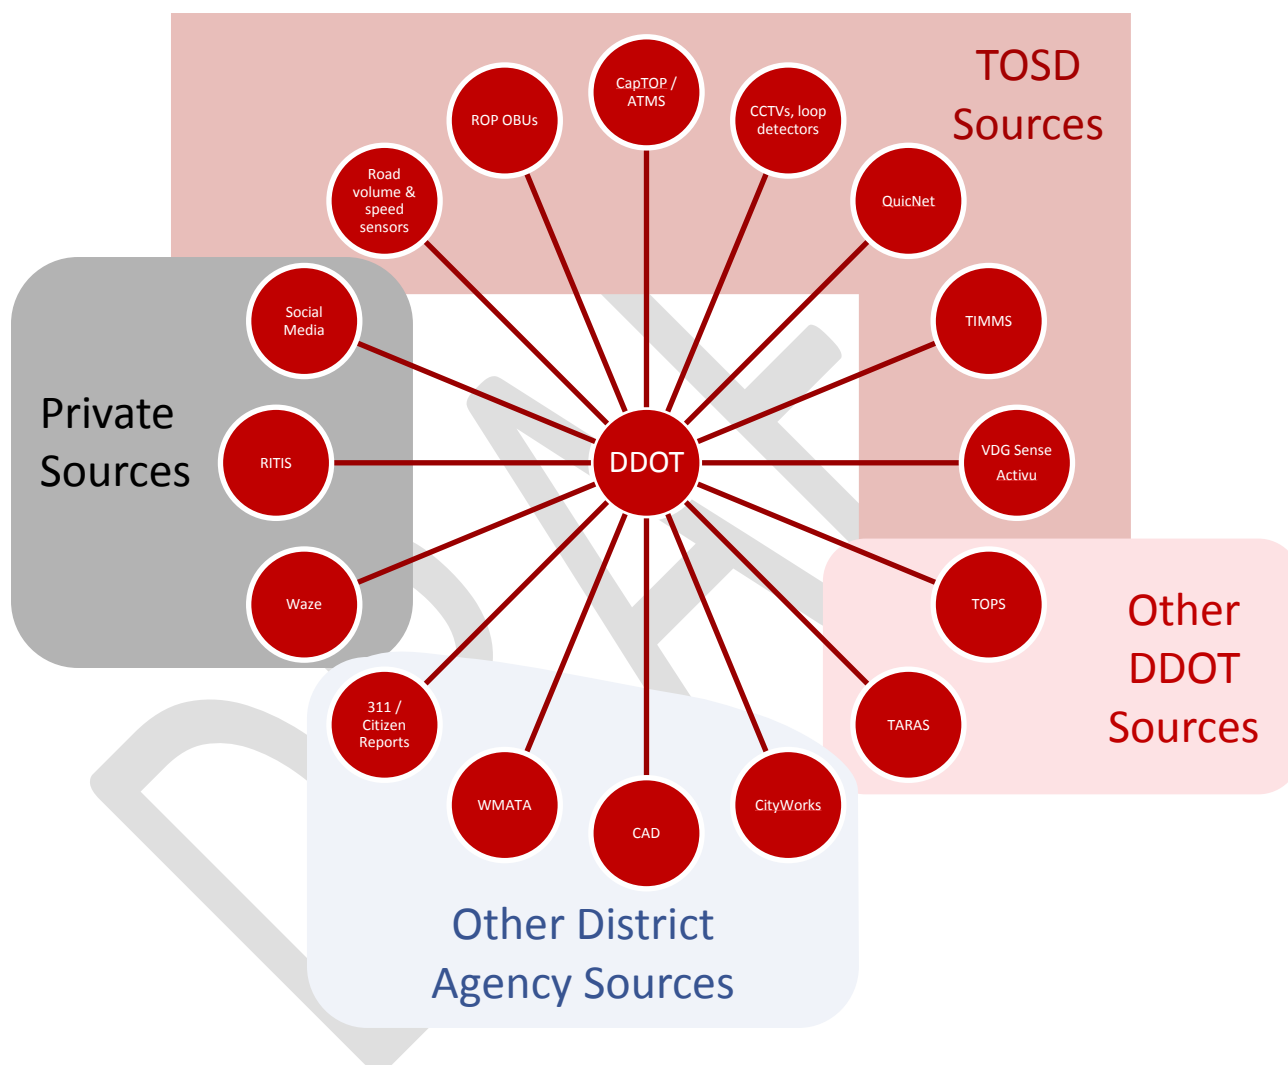 TOSD
Sources
CapTOP /
ATMS
ROP OBUs
CCTVs, loop
detectors
Road
volume &
speed
sensors
QuicNet
Social
Media
TIMMS
Private
Sources
RITIS
DDOT
VDG Sense
Activu
Waze
TOPS
Other
DDOT
Sources
311 /
Citizen
Reports
TARAS
WMATA
CAD
CityWorks
Other District
Agency Sources